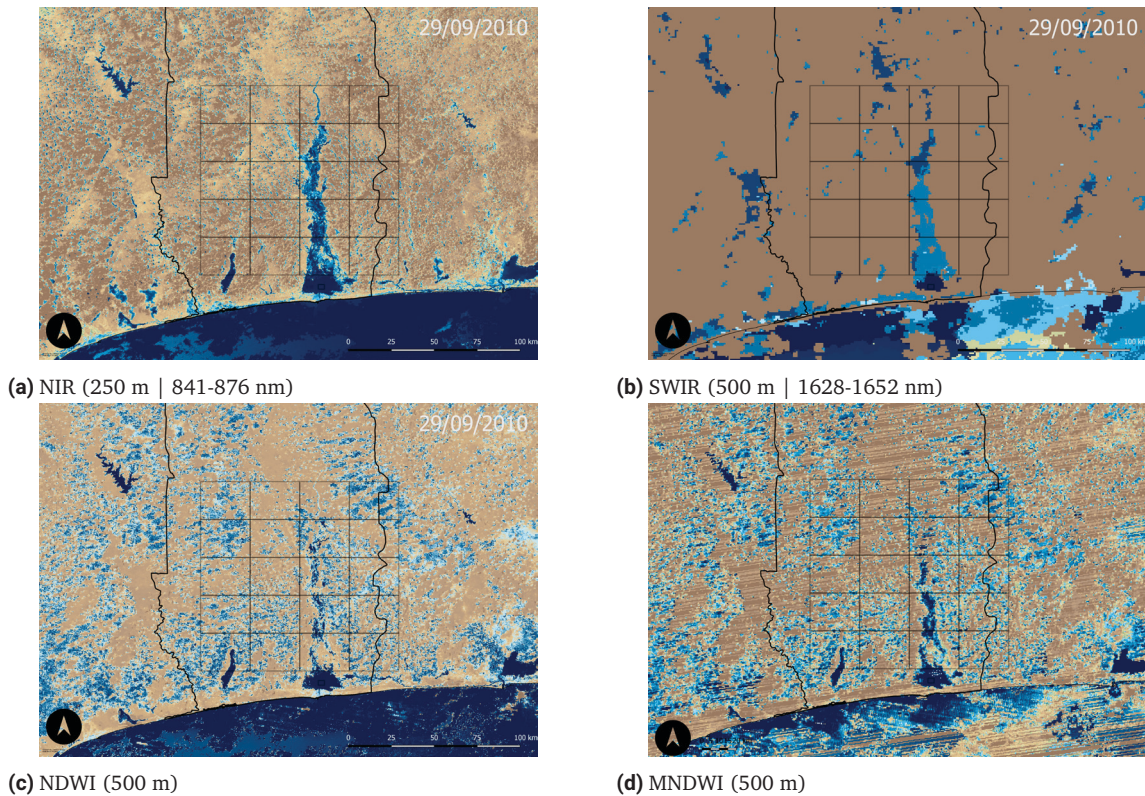 29/09/2010
29/09/2010
0 25 50 75 100 km
0 25 75 100 km
(a) NIR (250 m | 841-876 nm)
(b) SWIR (500 m | 1628-1652 nm)
29/09/2010
0 25 50 75 100 km
(c) NDWI (500 m)
(d) MNDWI (500 m)